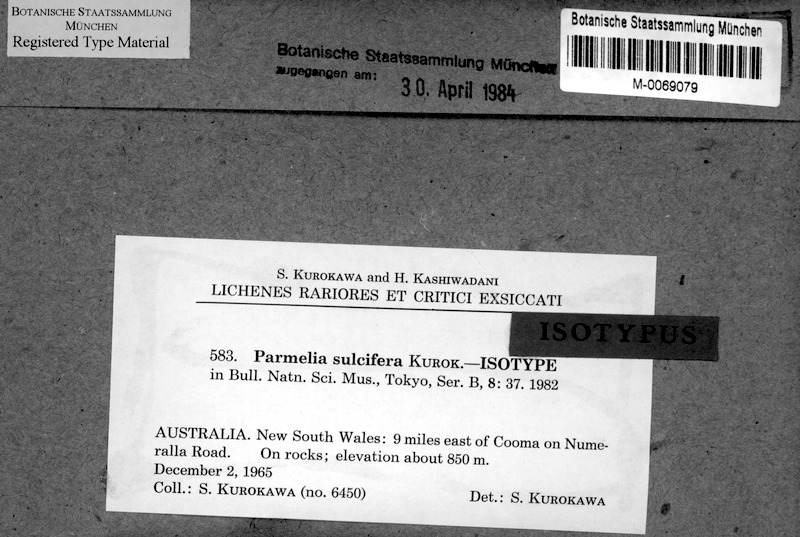 BOTANISCHE STAATSSAMMLUNG
MÜNCHEN
Registered Type Material
Botanische Staatssammlung München
zugegangen am:
30. April 1984
Botanische Staatssammlung München
M-0069079
S. KUROKAWA and H. KASHIWADANI
LICHENES RARIORES ET CRITICI EXSICCATI
ISOTYPUS
583. Parmelia sulcifera KUROK.—ISOTYPE
in Bull. Natn. Sci. Mus., Tokyo, Ser. B, 8: 37. 1982
AUSTRALIA. New South Wales: 9 miles east of Cooma on Nume-
ralla Road. On rocks; elevation about 850 m.
December 2, 1965
Coll.: S. KUROKAWA (no. 6450) Det.: S. KUROKAWA